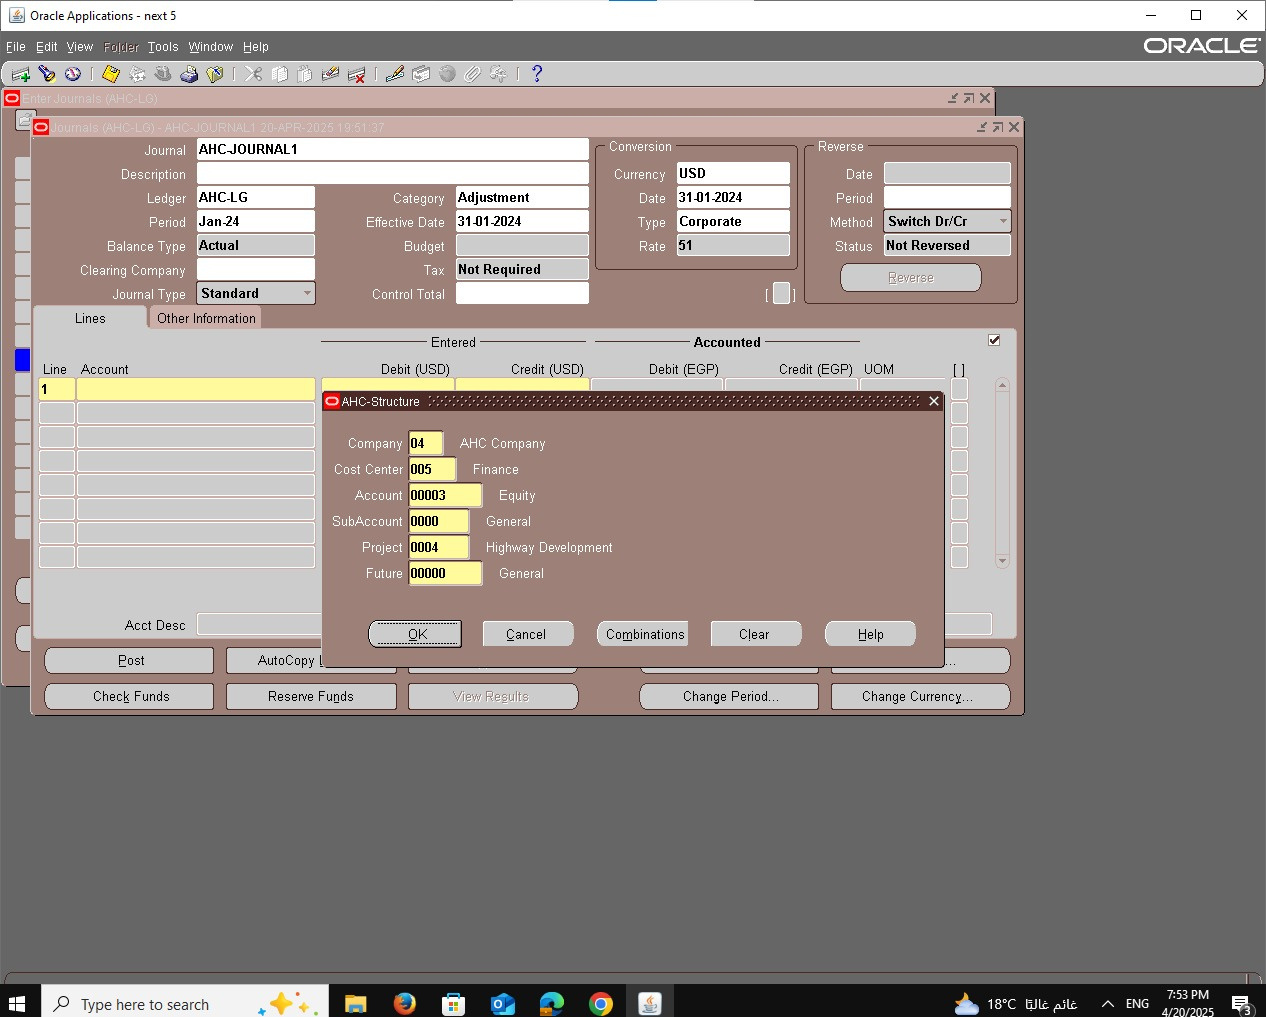 Oracle Applications - next 5
File Edit View Folder Tools Window Help
ORACLE
Enter Journals (AHC-LG)
Journals (AHC-LG) - AHC-JOURNAL1 20-APR-2025 19:51:37
Journal AHC-JOURNAL1
Description
Ledger AHC-LG Category Adjustment
Period Jan-24 Effective Date 31-01-2024
Balance Type Actual Budget
Clearing Company Tax Not Required
Journal Type Standard Control Total
Conversion
Currency USD
Date 31-01-2024
Type Corporate
Rate 51
Reverse
Date
Period
Method Switch Dr/Cr
Status Not Reversed
Reverse
[ ]
Lines Other Information
Entered Accounted
Line Account Debit (USD) Credit (USD) Debit (EGP) Credit (EGP) UOM [ ]
1
AHC-Structure
Company 04 AHC Company
Cost Center 005 Finance
Account 00003 Equity
SubAccount 0000 General
Project 0004 Highway Development
Future 00000 General
OK Cancel Combinations Clear Help
Acct Desc
Post AutoCopy
Check Funds Reserve Funds View Results Change Period... Change Currency...
Type here to search
18°C غائم غالبًا ENG 7:53 PM
4/20/2025 3